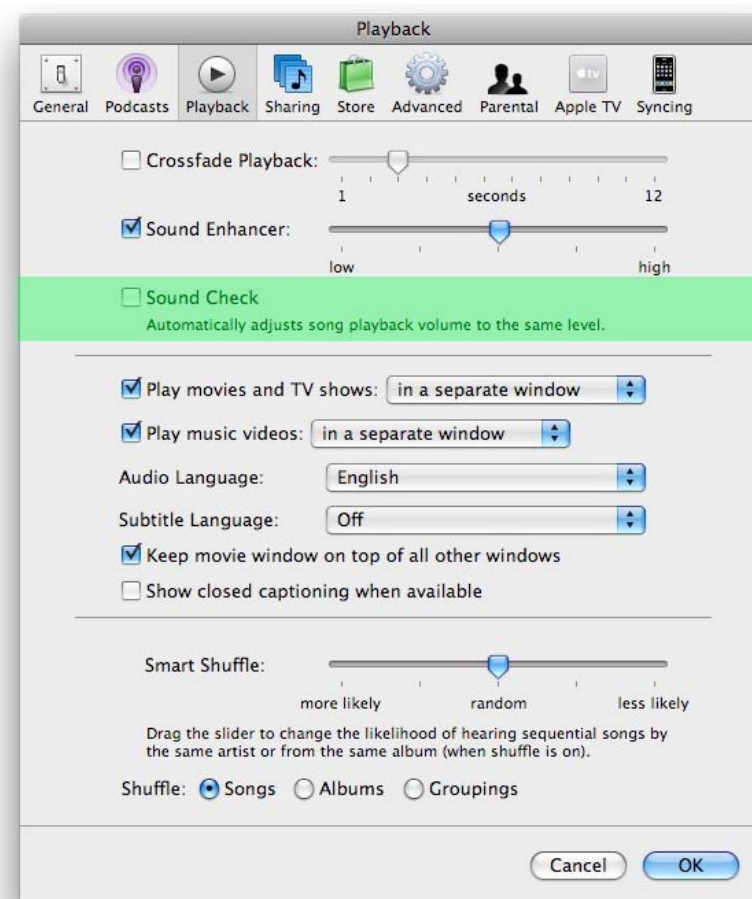 Playback
General Podcasts Playback Sharing Store Advanced Parental Apple TV Syncing
Crossfade Playback:
1 seconds 12
Sound Enhancer:
low high
Sound Check
Automatically adjusts song playback volume to the same level.
Play movies and TV shows: in a separate window
Play music videos: in a separate window
Audio Language: English
Subtitle Language: Off
Keep movie window on top of all other windows
Show closed captioning when available
Smart Shuffle:
more likely random less likely
Drag the slider to change the likelihood of hearing sequential songs by
the same artist or from the same album (when shuffle is on).
Shuffle: Songs Albums Groupings
Cancel OK